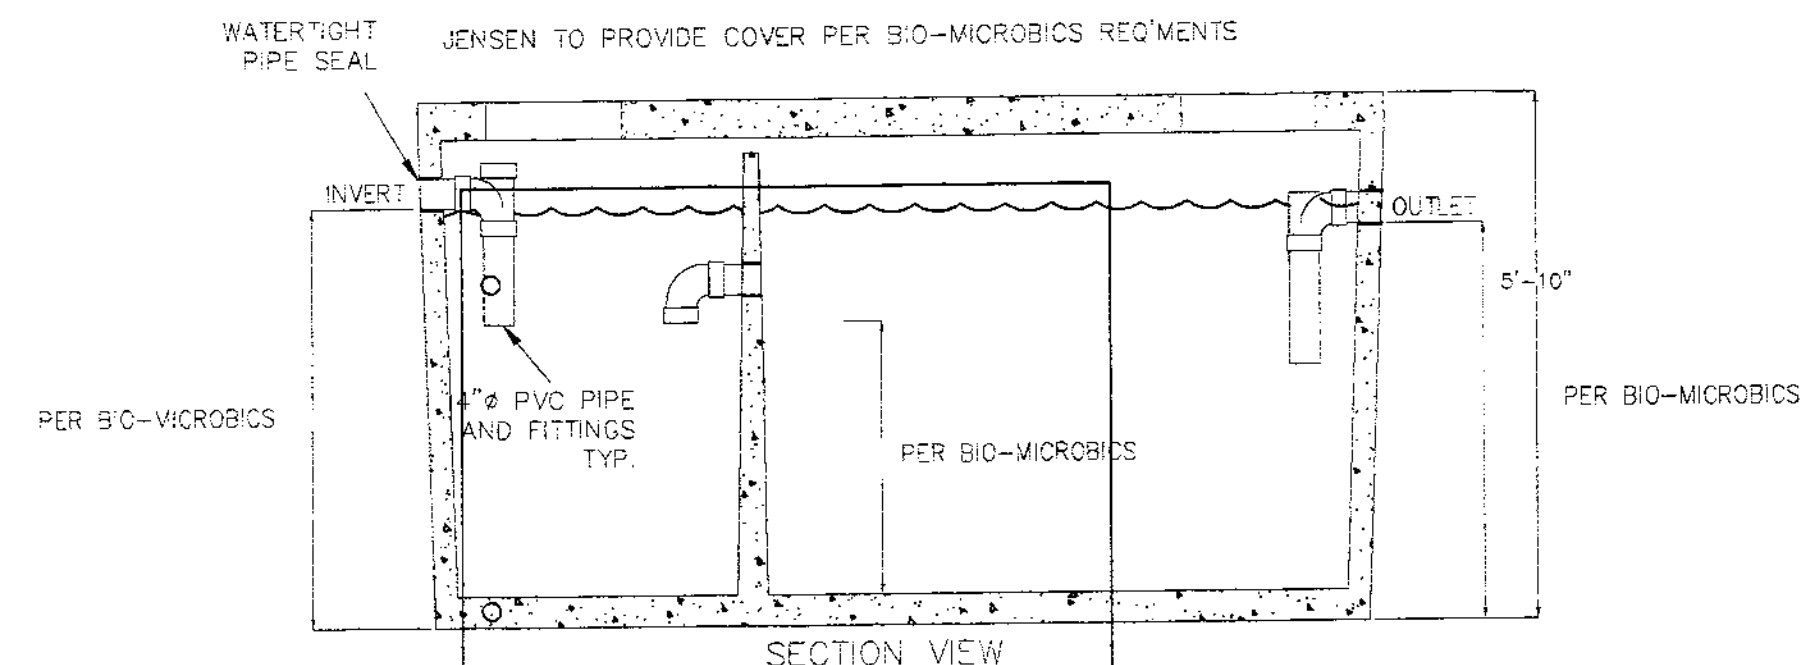 WATERTIGHT
PIPE SEAL
JENSEN TO PROVIDE COVER PER BIO-MICROBICS REQ'MENTS
INVERT
OUTLET
5'-10"
4"ø PVC PIPE
AND FITTINGS
TYP.
PER BIO-MICROBICS
PER BIO-MICROBICS
PER BIO-MICROBICS
SECTION VIEW